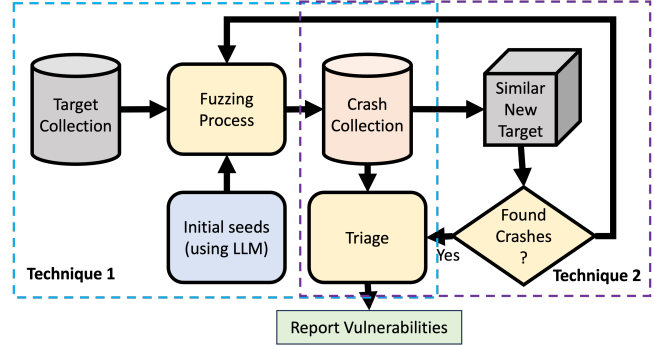 Target
Collection
Fuzzing
Process
Crash
Collection
Similar
New
Target
Initial seeds
(using LLM)
Triage
Found
Crashes
?
Yes
Technique 1
Technique 2
Report Vulnerabilities